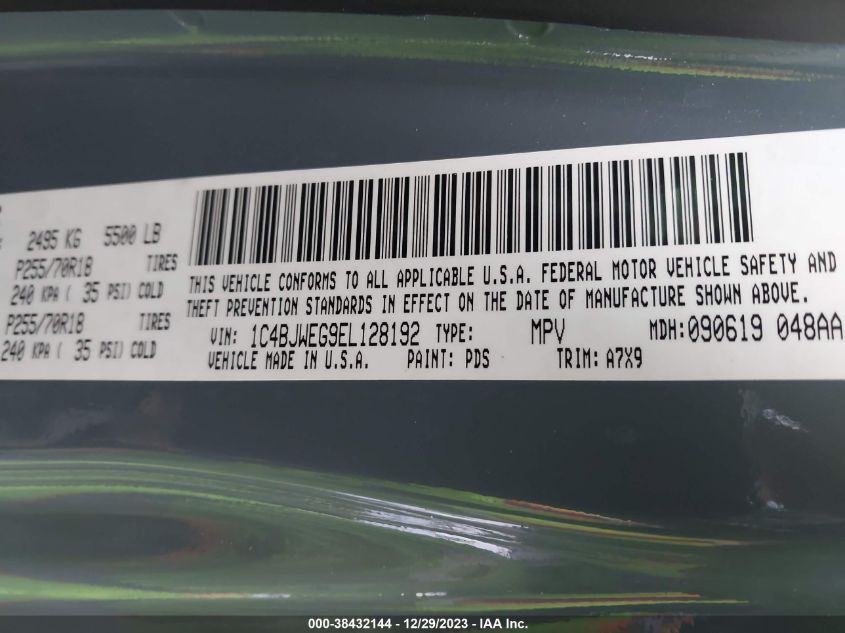 2495 KG 5500 LB
P255/70R18 TIRES
240 KPA ( 35 PSI) COLD
P255/70R18 TIRES
240 KPA ( 35 PSI) COLD
THIS VEHICLE CONFORMS TO ALL APPLICABLE U.S.A. FEDERAL MOTOR VEHICLE SAFETY AND
THEFT PREVENTION STANDARDS IN EFFECT ON THE DATE OF MANUFACTURE SHOWN ABOVE.
VIN: 1C4BJWEG9EL128192 TYPE: MPV MDH:090619 048AA
VEHICLE MADE IN U.S.A. PAINT: PDS TRIM: A7X9
000-38432144 - 12/29/2023 - IAA Inc.